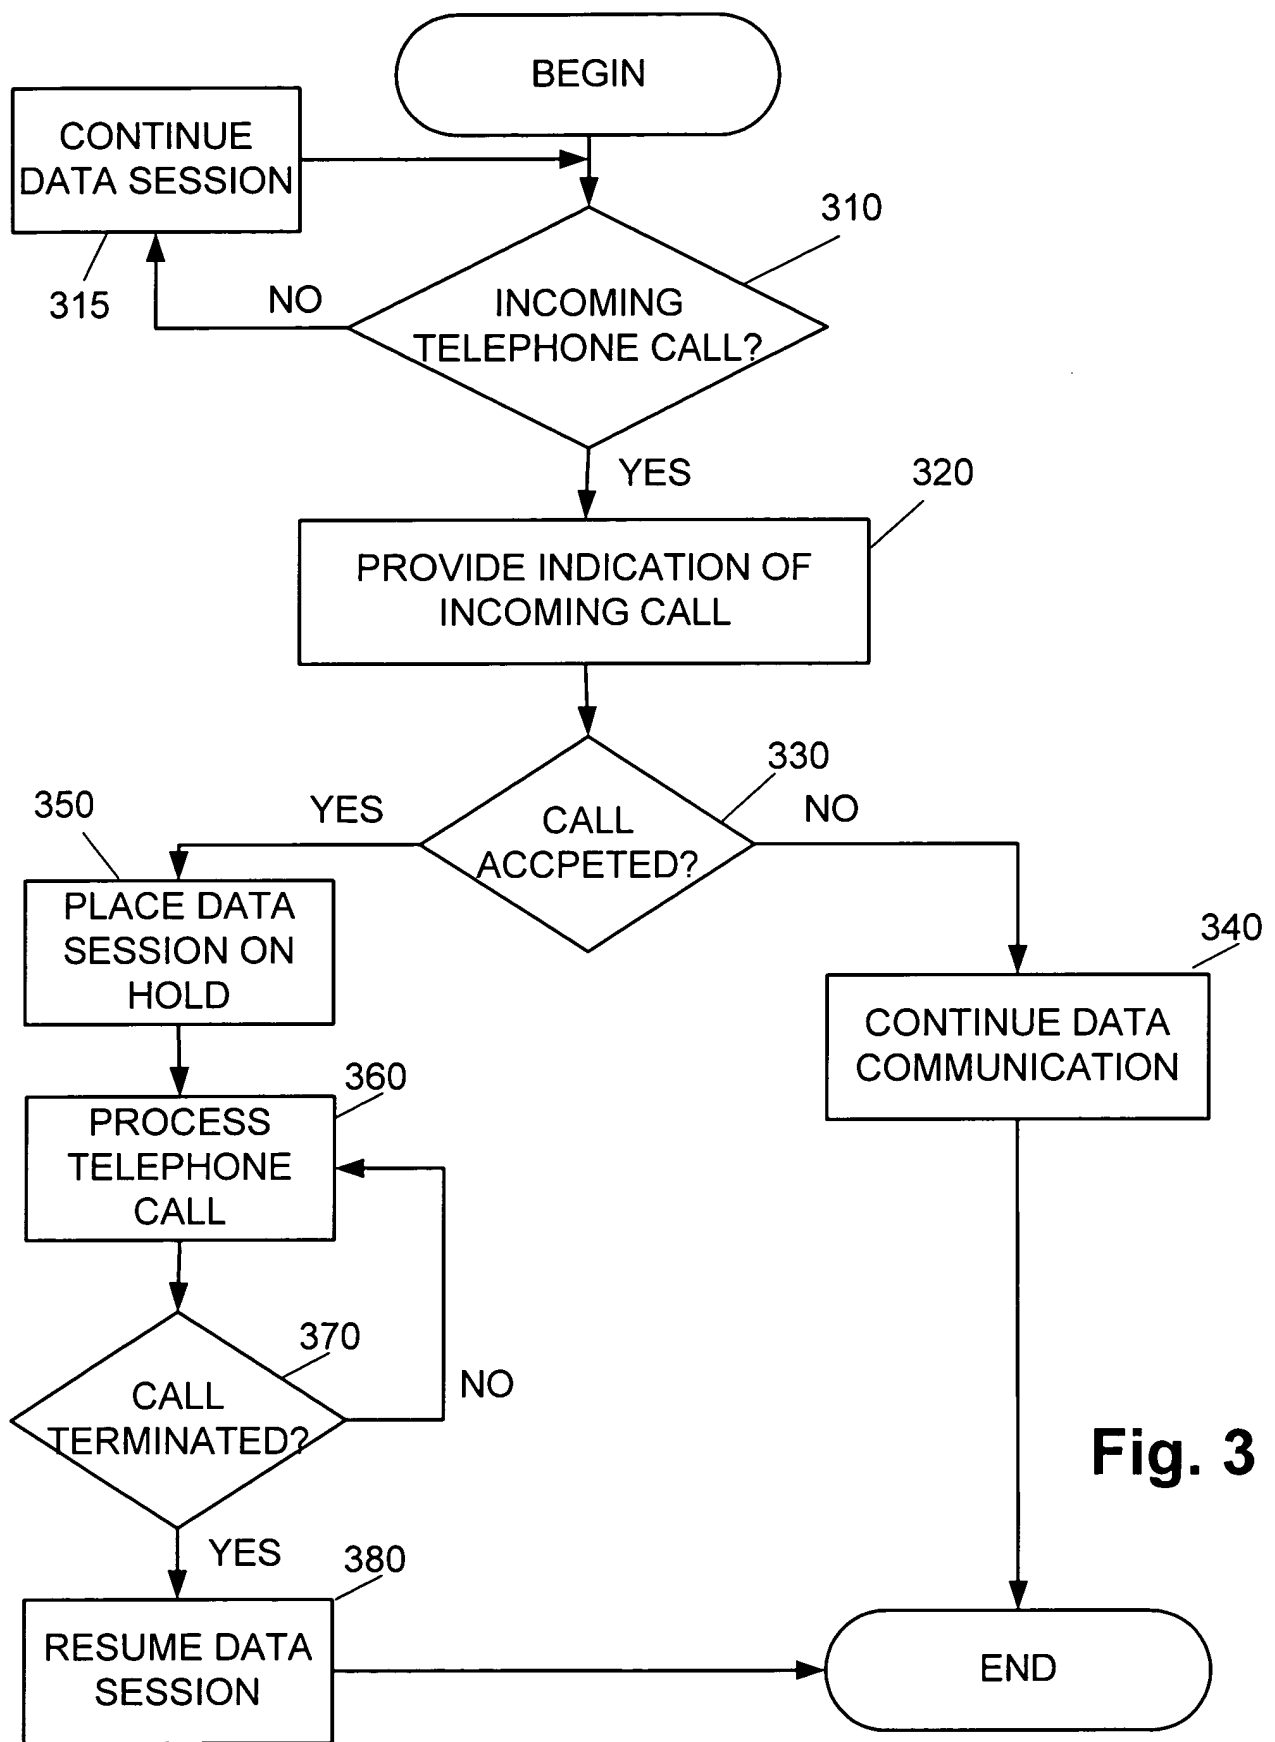 BEGIN
CONTINUE
DATA SESSION
315
310
NO
INCOMING
TELEPHONE CALL?
YES
320
PROVIDE INDICATION OF
INCOMING CALL
330
350
YES
NO
CALL
ACCPETED?
PLACE DATA
SESSION ON
HOLD
340
CONTINUE DATA
COMMUNICATION
360
PROCESS
TELEPHONE
CALL
370
CALL
TERMINATED?
NO
Fig. 3
YES
380
RESUME DATA
SESSION
END